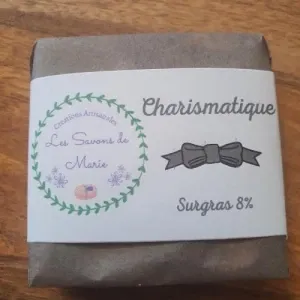 Créations Artisanales
Les Savons de
Marie
Charismatique
Surgras 8%